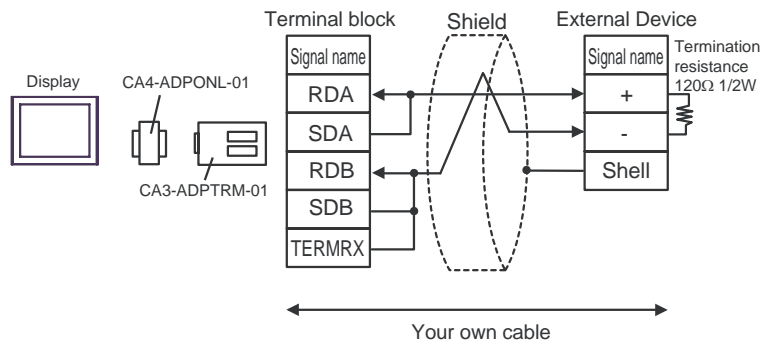 Terminal block
Shield
External Device
Display
CA4-ADPONL-01
CA3-ADPTRM-01
Signal name
RDA
SDA
RDB
SDB
TERMRX
Signal name
+
-
Shell
Termination
resistance
120Ω 1/2W
Your own cable